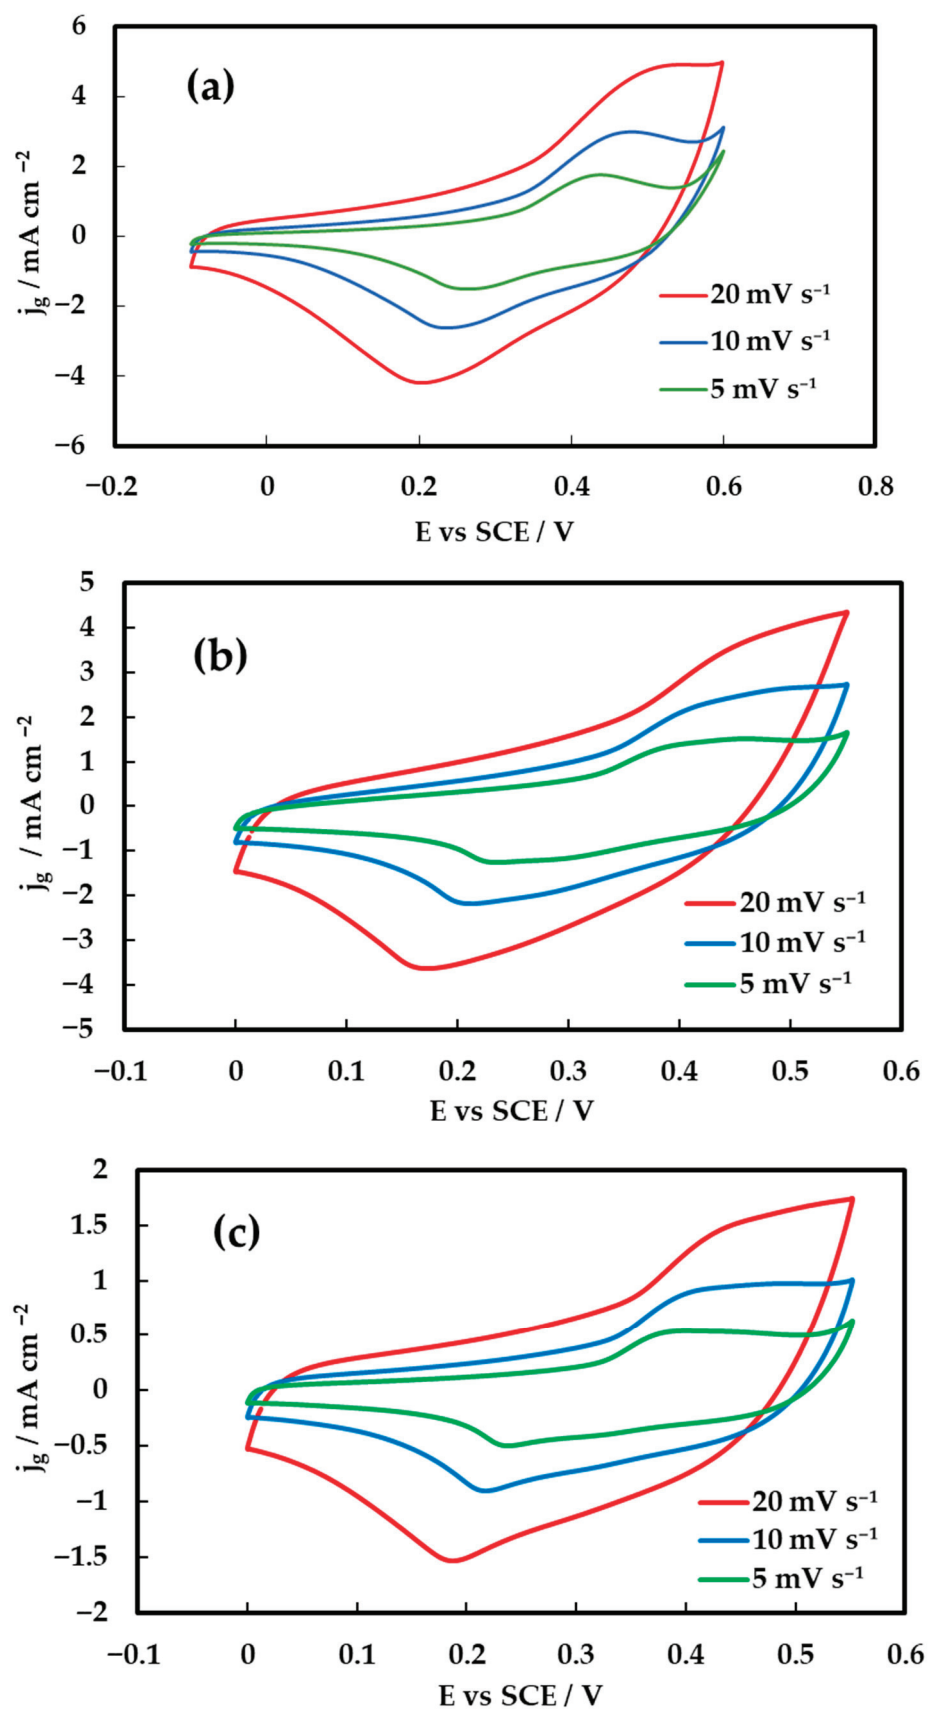 (a)
6
4
2
0
−2
−4
−6
j_g / mA cm ⁻²
20 mV s⁻¹
10 mV s⁻¹
5 mV s⁻¹
−0.2 0 0.2 0.4 0.6 0.8
E vs SCE / V
(b)
5
4
3
2
1
0
−1
−2
−3
−4
−5
j_g / mA cm ⁻²
20 mV s⁻¹
10 mV s⁻¹
5 mV s⁻¹
−0.1 0 0.1 0.2 0.3 0.4 0.5 0.6
E vs SCE / V
(c)
2
1.5
1
0.5
0
−0.5
−1
−1.5
−2
j_g / mA cm ⁻²
20 mV s⁻¹
10 mV s⁻¹
5 mV s⁻¹
−0.1 0 0.1 0.2 0.3 0.4 0.5 0.6
E vs SCE / V